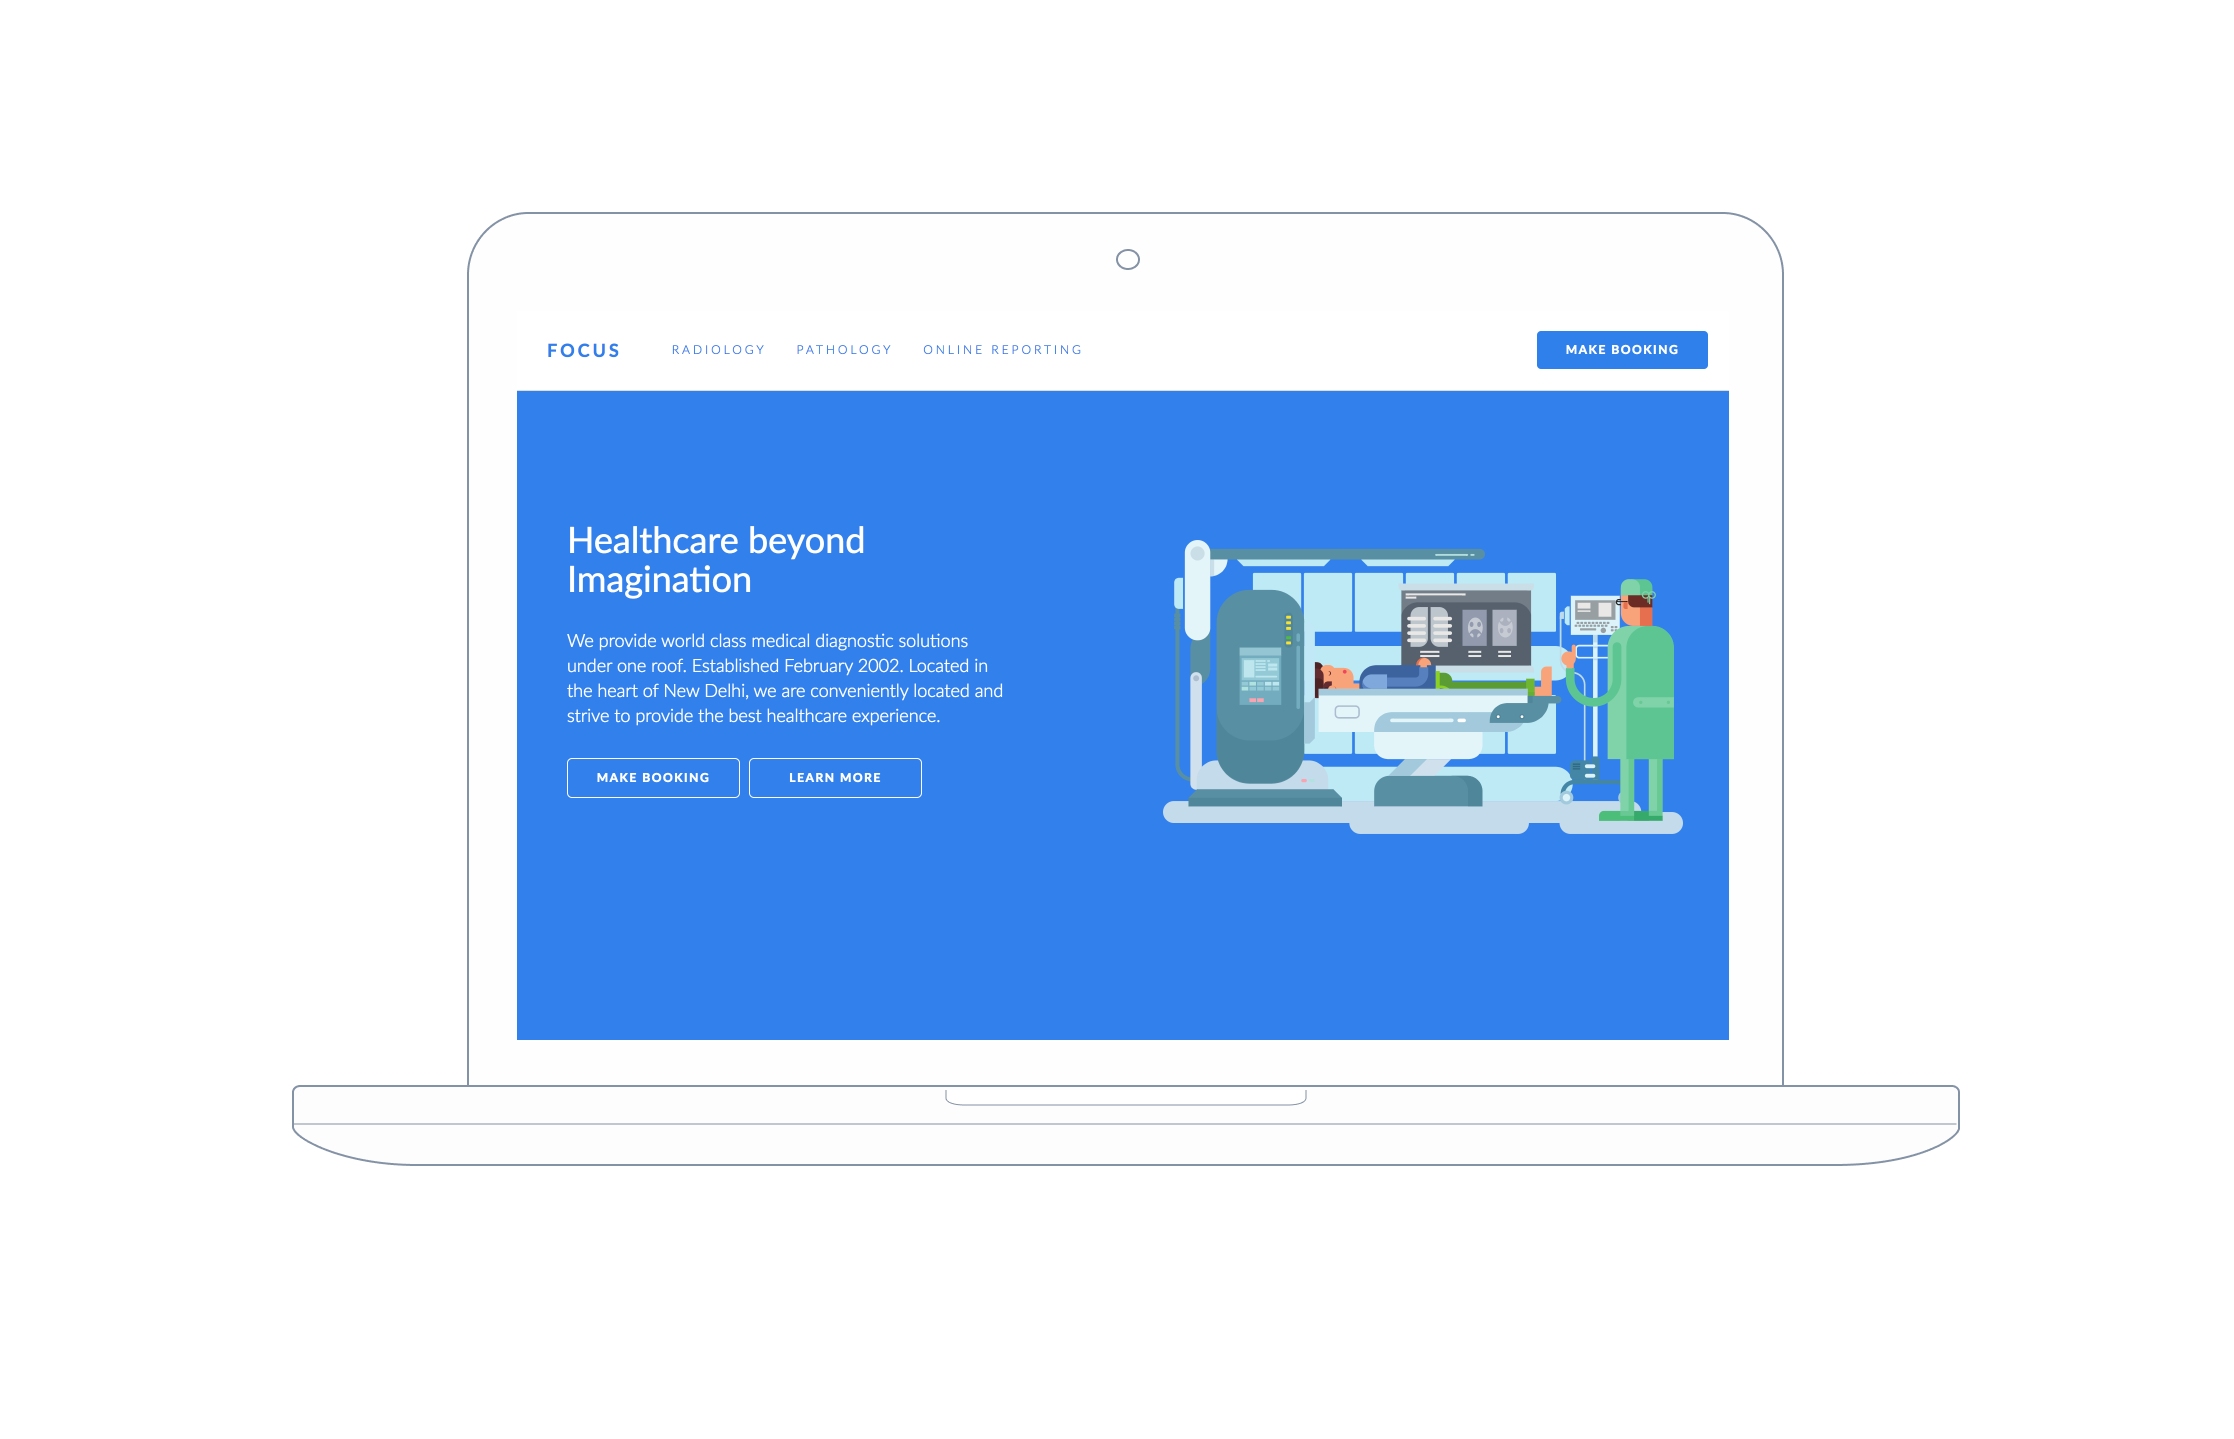 FOCUS RADIOLOGY PATHOLOGY ONLINE REPORTING MAKE BOOKING
Healthcare beyond
Imagination
We provide world class medical diagnostic solutions
under one roof. Established February 2002. Located in
the heart of New Delhi, we are conveniently located and
strive to provide the best healthcare experience.
MAKE BOOKING LEARN MORE